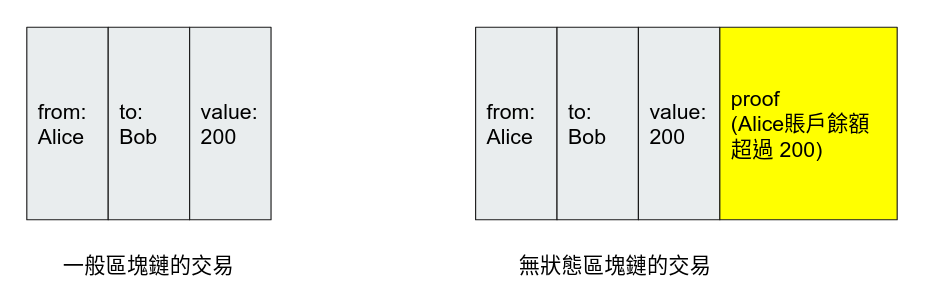 from:
Alice
to:
Bob
value:
200
from:
Alice
to:
Bob
value:
200
proof
(Alice賬戶餘額
超過 200)
一般區塊鏈的交易
無狀態區塊鏈的交易